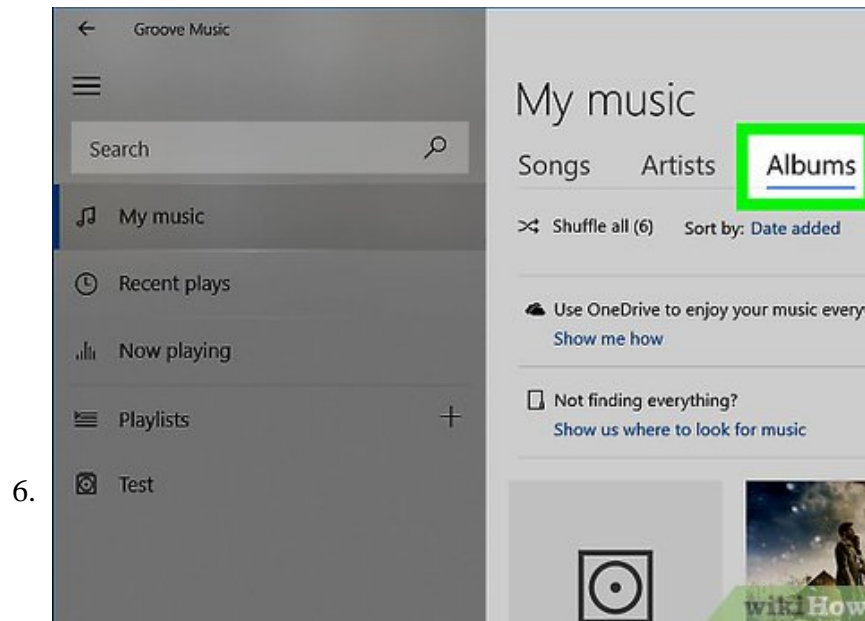 Groove Music
Search
My music
Recent plays
Now playing
Playlists
Test
6.
My music
Songs Artists Albums
Shuffle all (6) Sort by: Date added
Use OneDrive to enjoy your music every
Show me how
Not finding everything?
Show us where to look for music
wikiHow